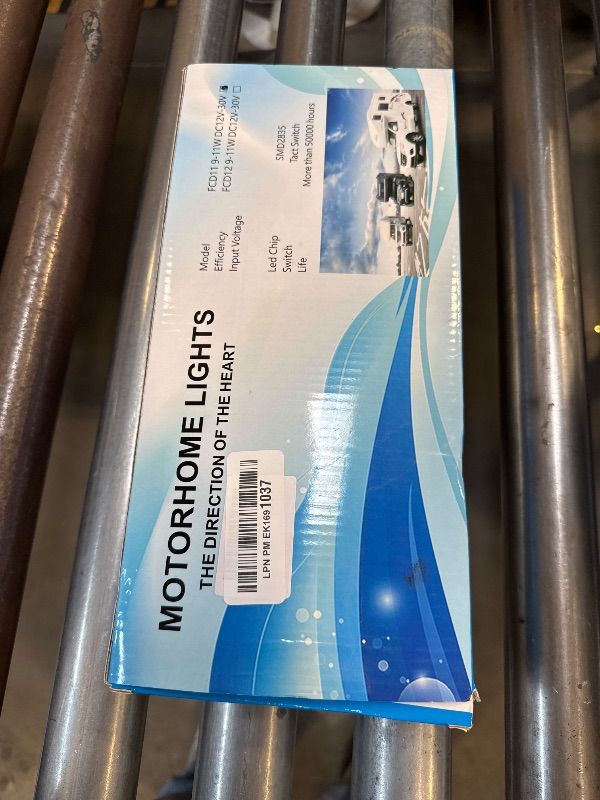 MOTORHOME LIGHTS
THE DIRECTION OF THE HEART
LPN PM EK169 1037
Model FCD11 9-11W DC12V-30V
Efficiency FCD12 9-11W DC12V-30V
Input Voltage
Led Chip SMD2835
Switch Tact Switch
Life More than 50000 hours